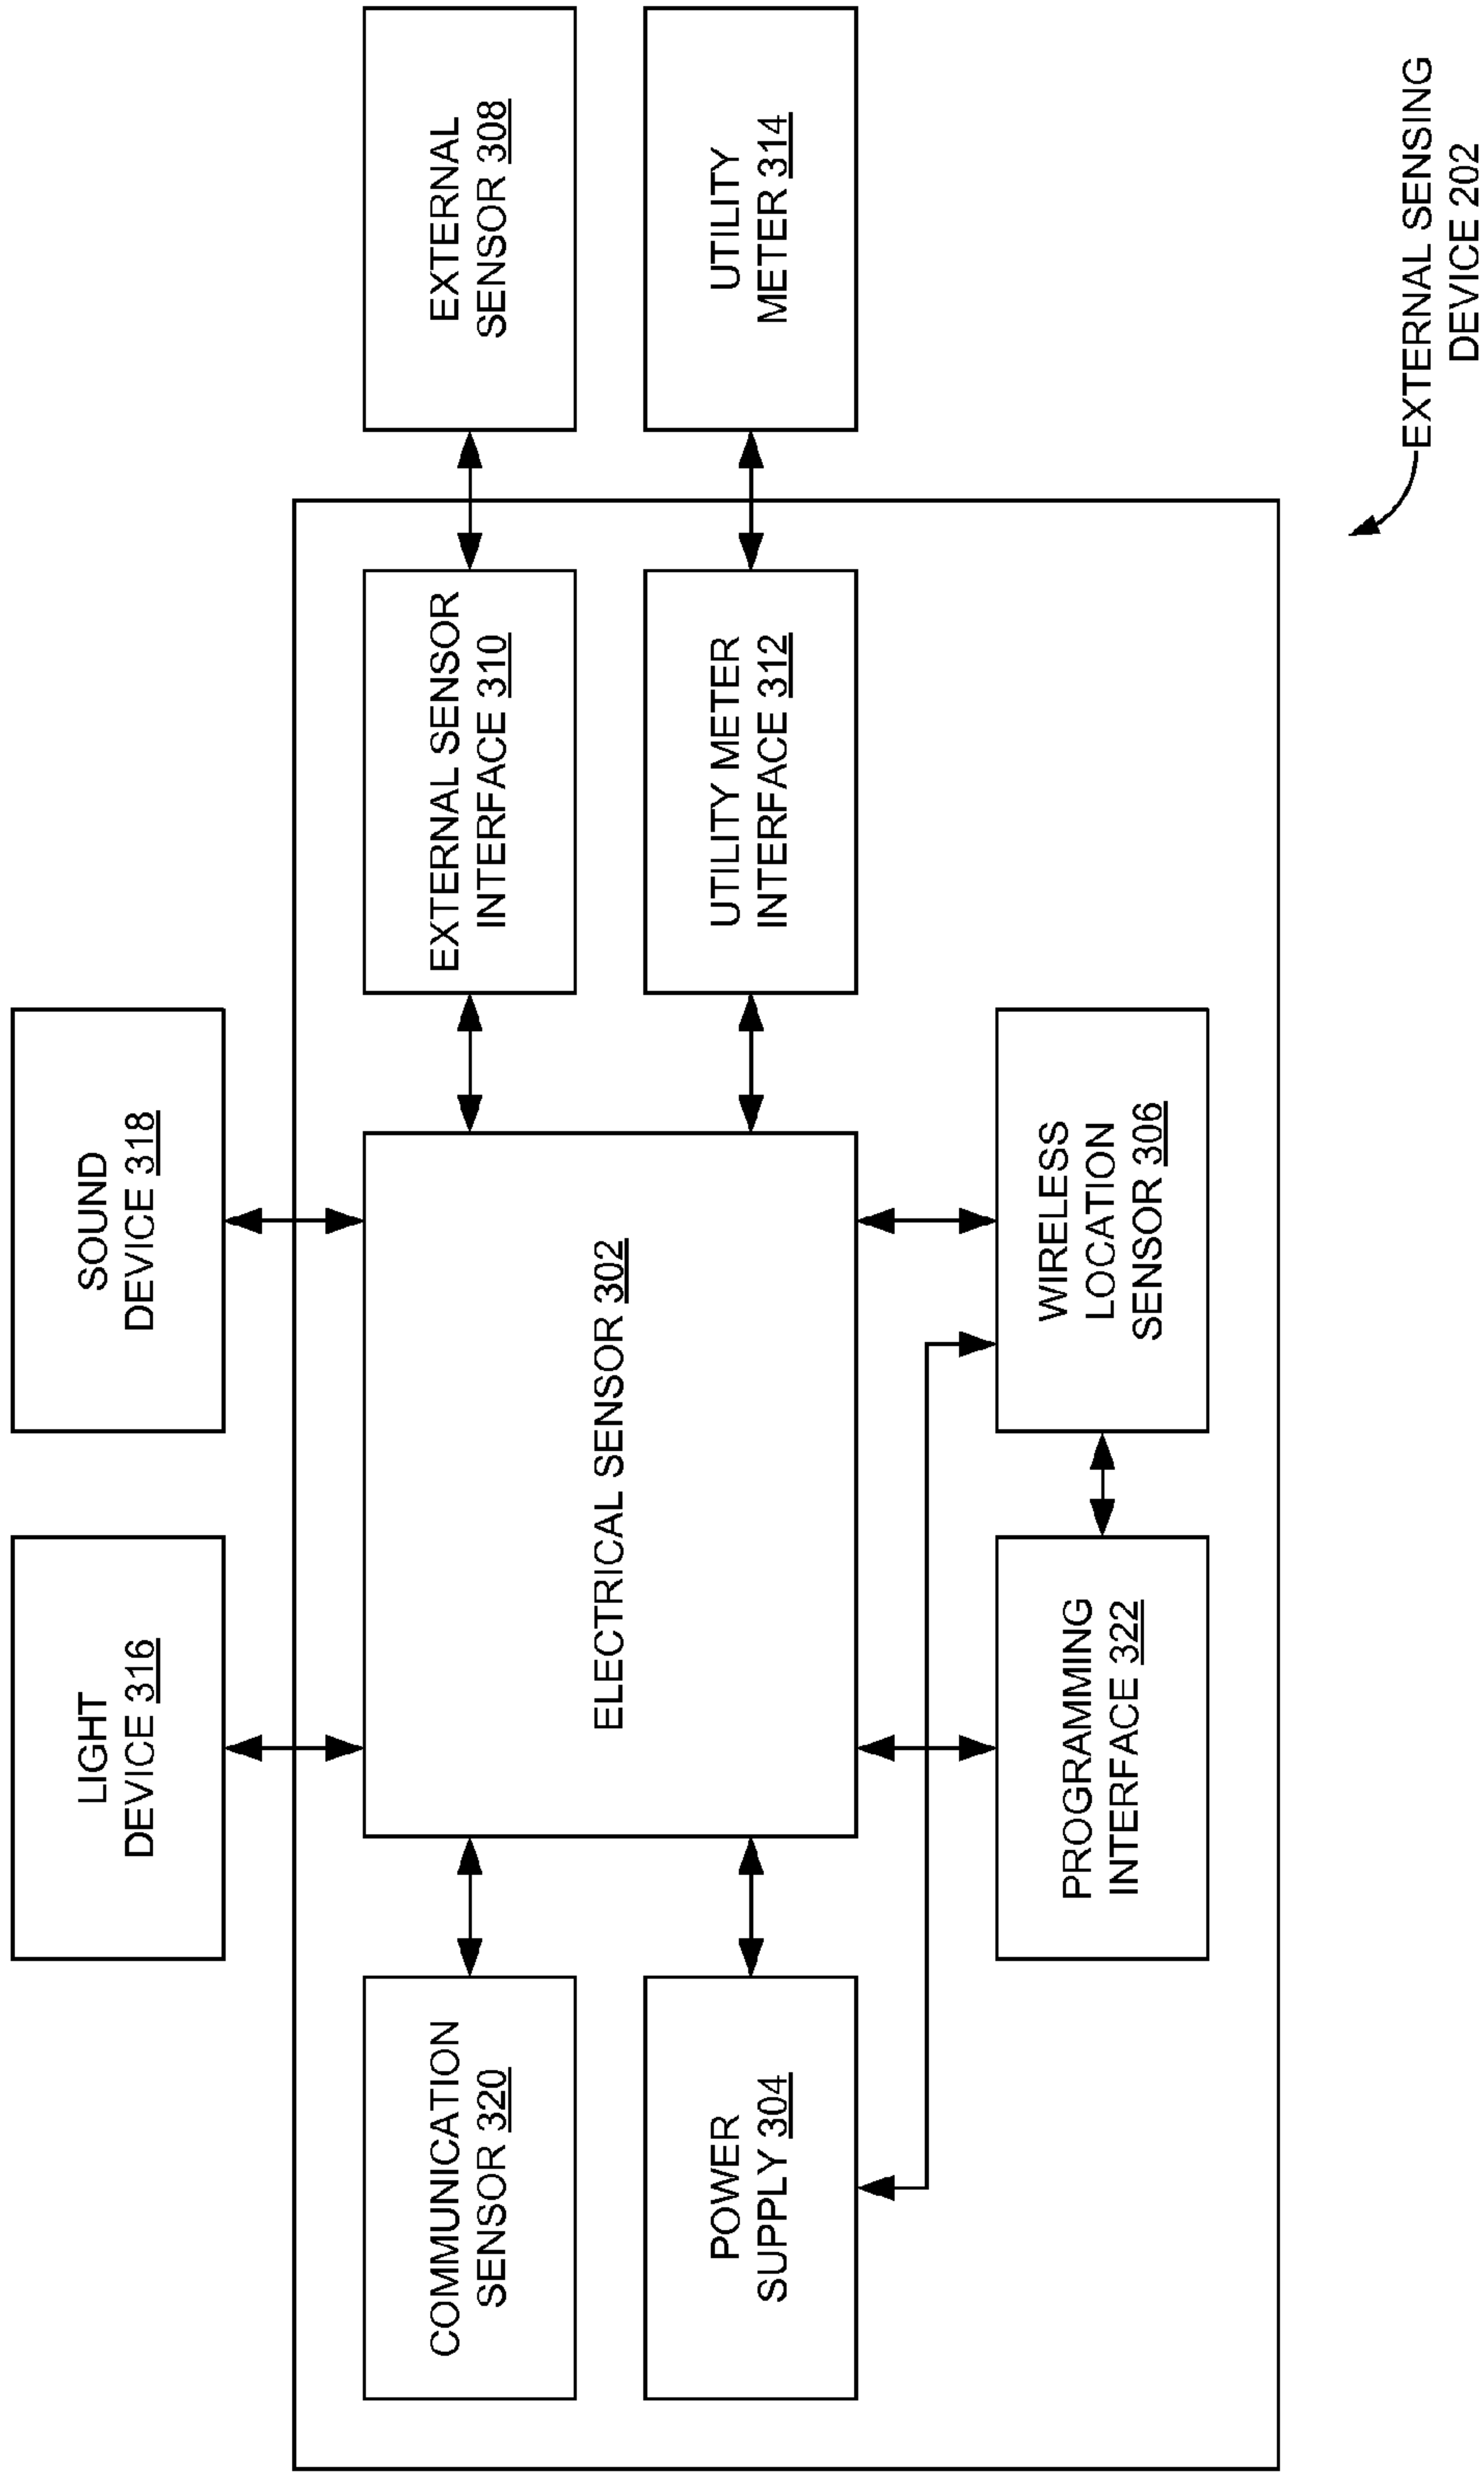 LIGHT
DEVICE 316
SOUND
DEVICE 318
COMMUNICATION
SENSOR 320
POWER
SUPPLY 304
ELECTRICAL SENSOR 302
EXTERNAL SENSOR
INTERFACE 310
UTILITY METER
INTERFACE 312
EXTERNAL
SENSOR 308
UTILITY
METER 314
PROGRAMMING
INTERFACE 322
WIRELESS
LOCATION
SENSOR 306
EXTERNAL SENSING
DEVICE 202